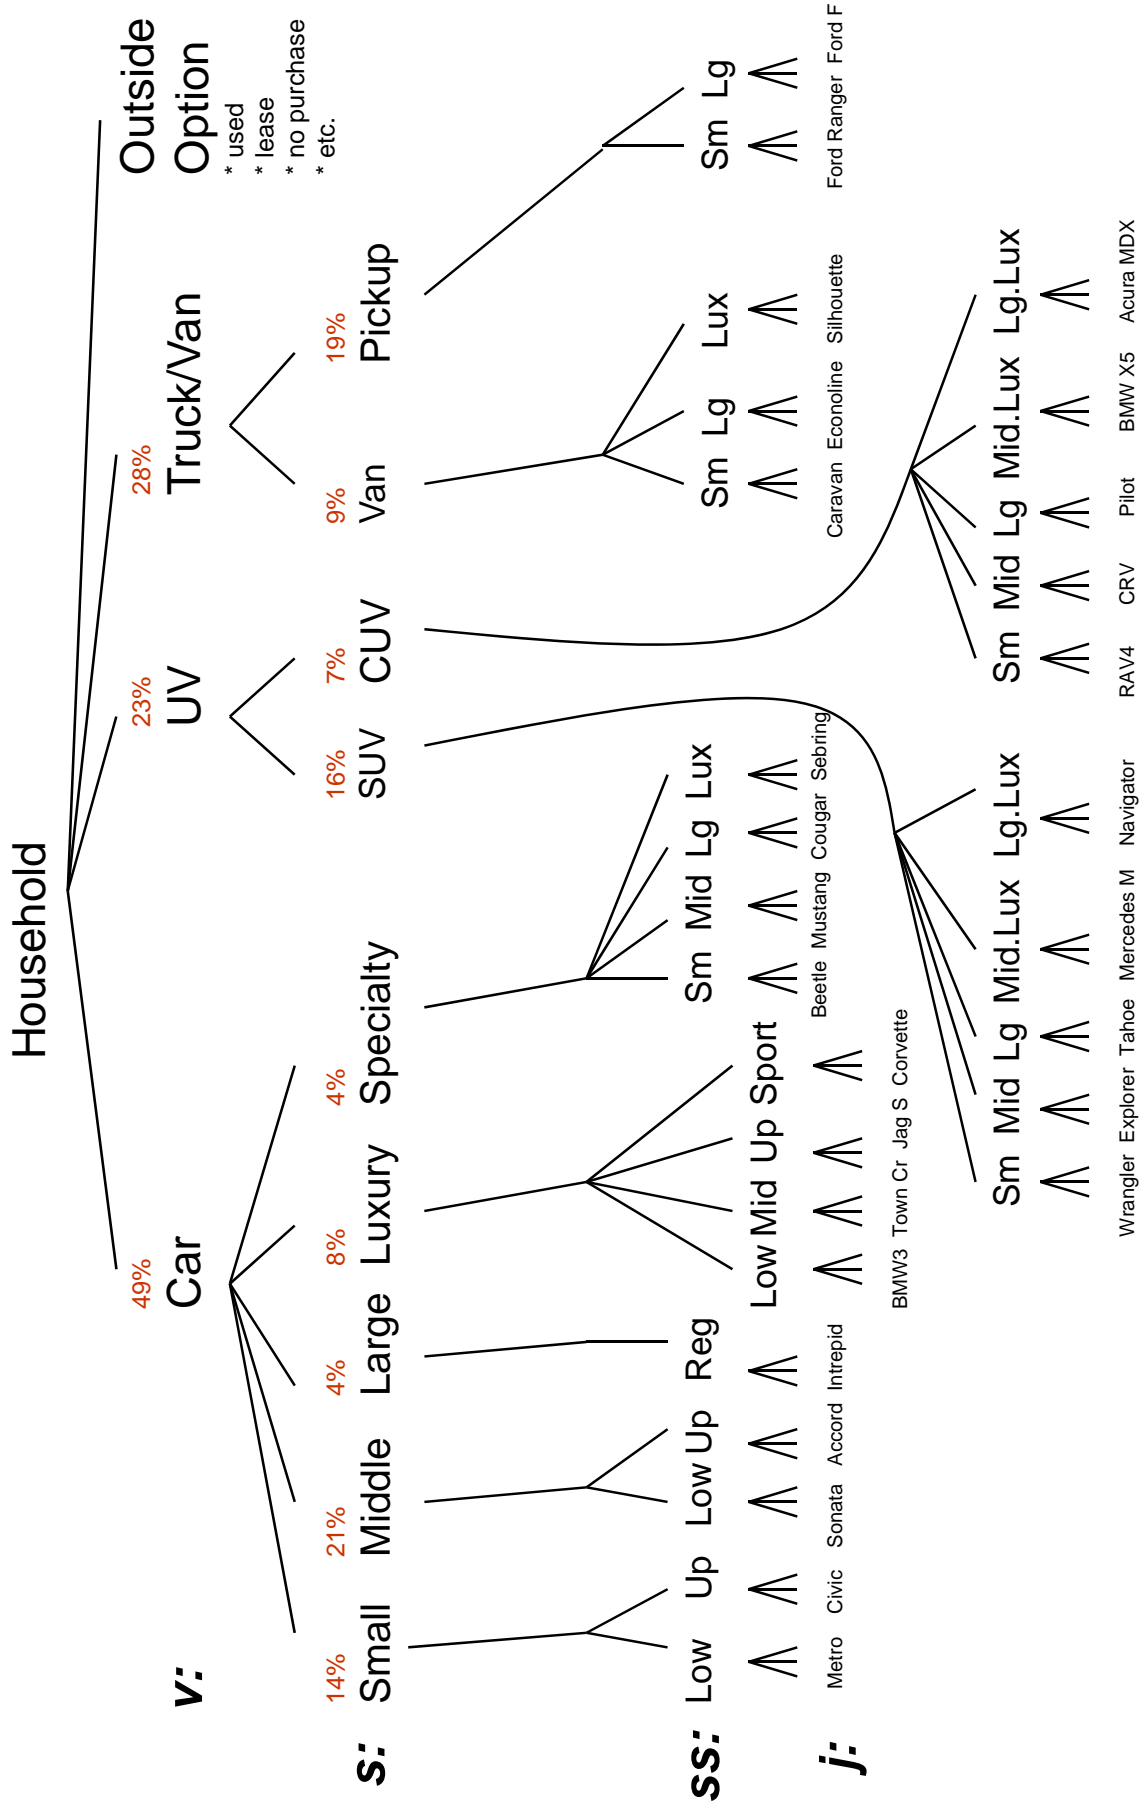 Household
49%
23%
28%
v:
Car
UV
Truck/Van
Outside
Option
* used
* lease
* no purchase
* etc.
14%
21%
4%
8%
4%
16%
7%
9%
19%
s:
Small
Middle
Large
Luxury
Specialty
SUV
CUV
Van
Pickup
ss:
Low
Up
Low
Up
Reg
Low
Mid
Up
Sport
Sm
Mid
Lg
Lux
Sm
Lg
Lux
Sm
Lg
j:
Metro
Civic
Sonata
Accord
Intrepid
BMW3
Town Cr
Jag S
Corvette
Beetle
Mustang
Cougar
Sebring
Caravan
Econoline
Silhouette
Ford Ranger
Ford F
Sm
Mid
Lg
Mid.Lux
Lg.Lux
Sm
Mid
Lg
Mid.Lux
Lg.Lux
Wrangler
Explorer
Tahoe
Mercedes M
Navigator
RAV4
CRV
Pilot
BMW X5
Acura MDX